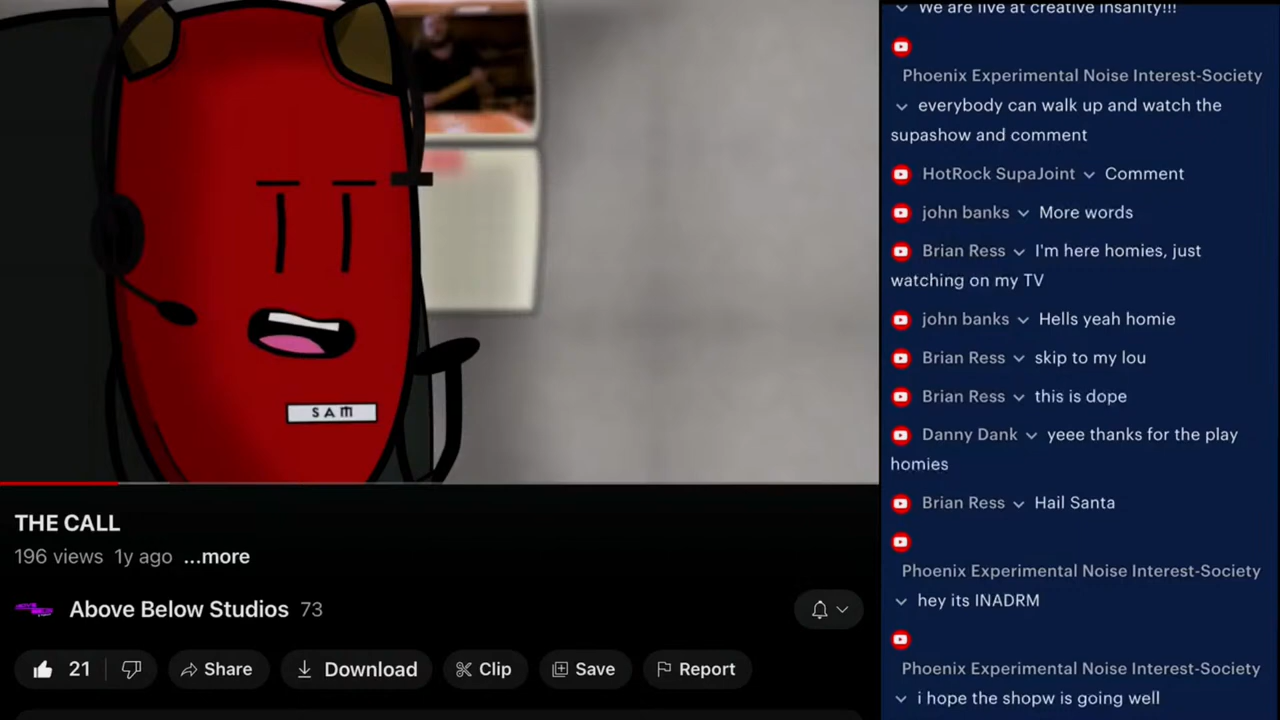 SAM
THE CALL
196 views 1y ago ...more
Above Below Studios 73
21 Share Download Clip Save Report
We are live at creative insanity!!!
Phoenix Experimental Noise Interest-Society
everybody can walk up and watch the
supashow and comment
HotRock SupaJoint Comment
john banks More words
Brian Ress I'm here homies, just
watching on my TV
john banks Hells yeah homie
Brian Ress skip to my lou
Brian Ress this is dope
Danny Dank yeee thanks for the play
homies
Brian Ress Hail Santa
Phoenix Experimental Noise Interest-Society
hey its INADRM
Phoenix Experimental Noise Interest-Society
i hope the shopw is going well